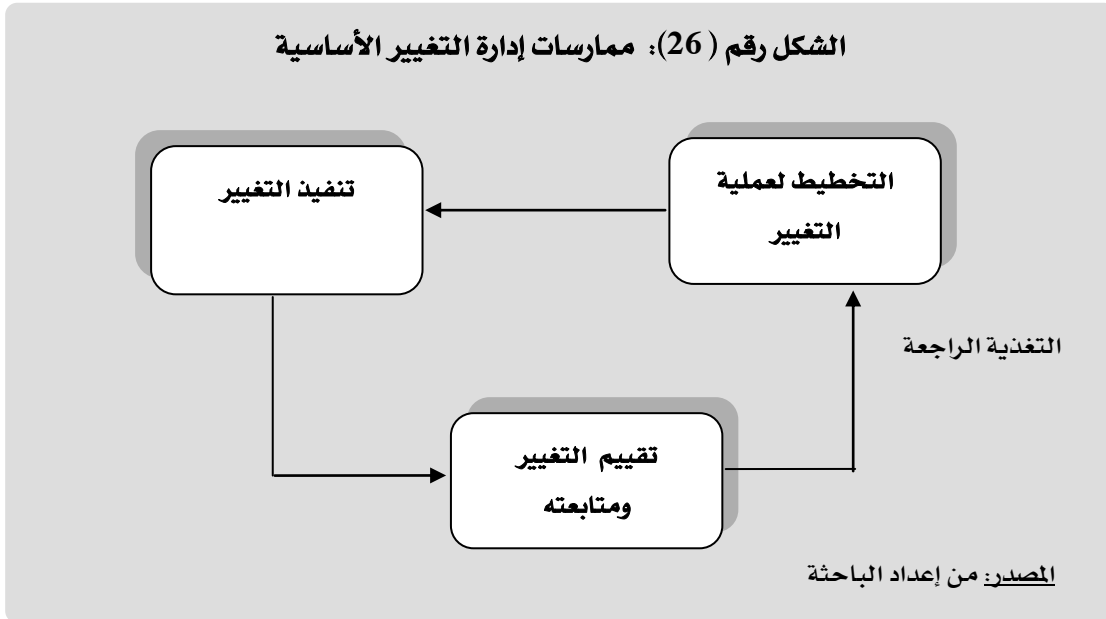 الشكل رقم ( 26): ممارسات إدارة التغيير الأساسية
التخطيط لعملية
التغيير
تنفيذ التغيير
التغذية الراجعة
تقييم التغيير
ومتابعته
المصدر: من إعداد الباحثة